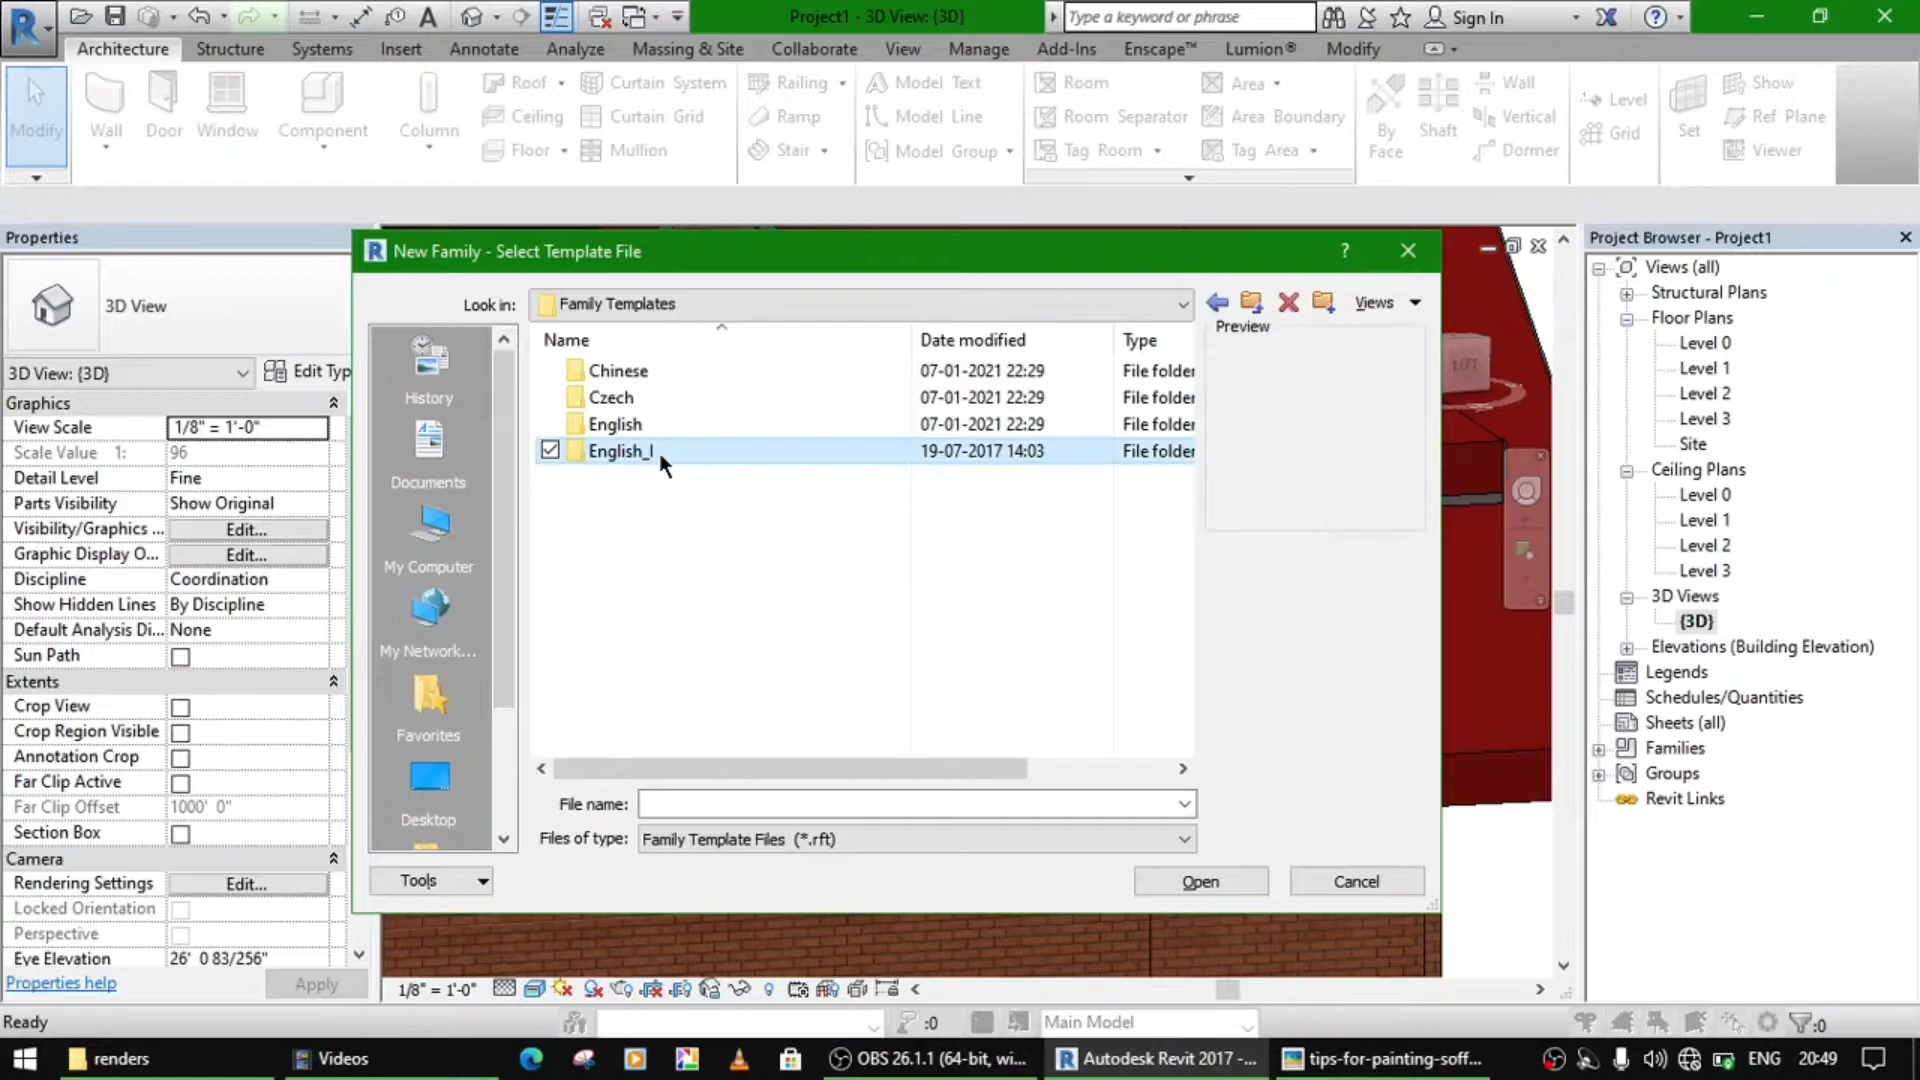 Project1 - 3D View: {3D}
Type a keyword or phrase
Sign In
Architecture Structure Systems Insert Annotate Analyze Massing & Site Collaborate View Manage Add-Ins Enscape™ Lumion® Modify
Modify
Wall
Door
Window
Component
Column
Roof
Ceiling
Floor
Curtain System
Curtain Grid
Mullion
Railing
Ramp
Stair
Model Text
Model Line
Model Group
Room
Room Separator
Tag Room
Area
Area Boundary
Tag Area
By
Face
Shaft
Wall
Vertical
Dormer
Level
Grid
Set
Show
Ref Plane
Viewer
Properties
3D View
3D View: {3D}
Edit Typ
Graphics
View Scale 1/8" = 1'-0"
Scale Value 1: 96
Detail Level Fine
Parts Visibility Show Original
Visibility/Graphics ... Edit...
Graphic Display O... Edit...
Discipline Coordination
Show Hidden Lines By Discipline
Default Analysis Di... None
Sun Path
Extents
Crop View
Crop Region Visible
Annotation Crop
Far Clip Active
Far Clip Offset 1000' 0"
Section Box
Camera
Rendering Settings Edit...
Locked Orientation
Perspective
Eye Elevation 26' 0 83/256"
Properties help
Apply
New Family - Select Template File
Look in: Family Templates
Views
Preview
History
Documents
My Computer
My Network...
Favorites
Desktop
Name Date modified Type
Chinese 07-01-2021 22:29 File folder
Czech 07-01-2021 22:29 File folder
English 07-01-2021 22:29 File folder
English_I 19-07-2017 14:03 File folder
File name:
Files of type: Family Template Files (*.rft)
Tools
Open
Cancel
Project Browser - Project1
Views (all)
Structural Plans
Floor Plans
Level 0
Level 1
Level 2
Level 3
Site
Ceiling Plans
Level 0
Level 1
Level 2
Level 3
3D Views
{3D}
Elevations (Building Elevation)
Legends
Schedules/Quantities
Sheets (all)
Families
Groups
Revit Links
1/8" = 1'-0"
Ready
:0
Main Model
:0
renders
Videos
OBS 26.1.1 (64-bit, wi...
Autodesk Revit 2017 -...
tips-for-painting-soff...
ENG
20:49